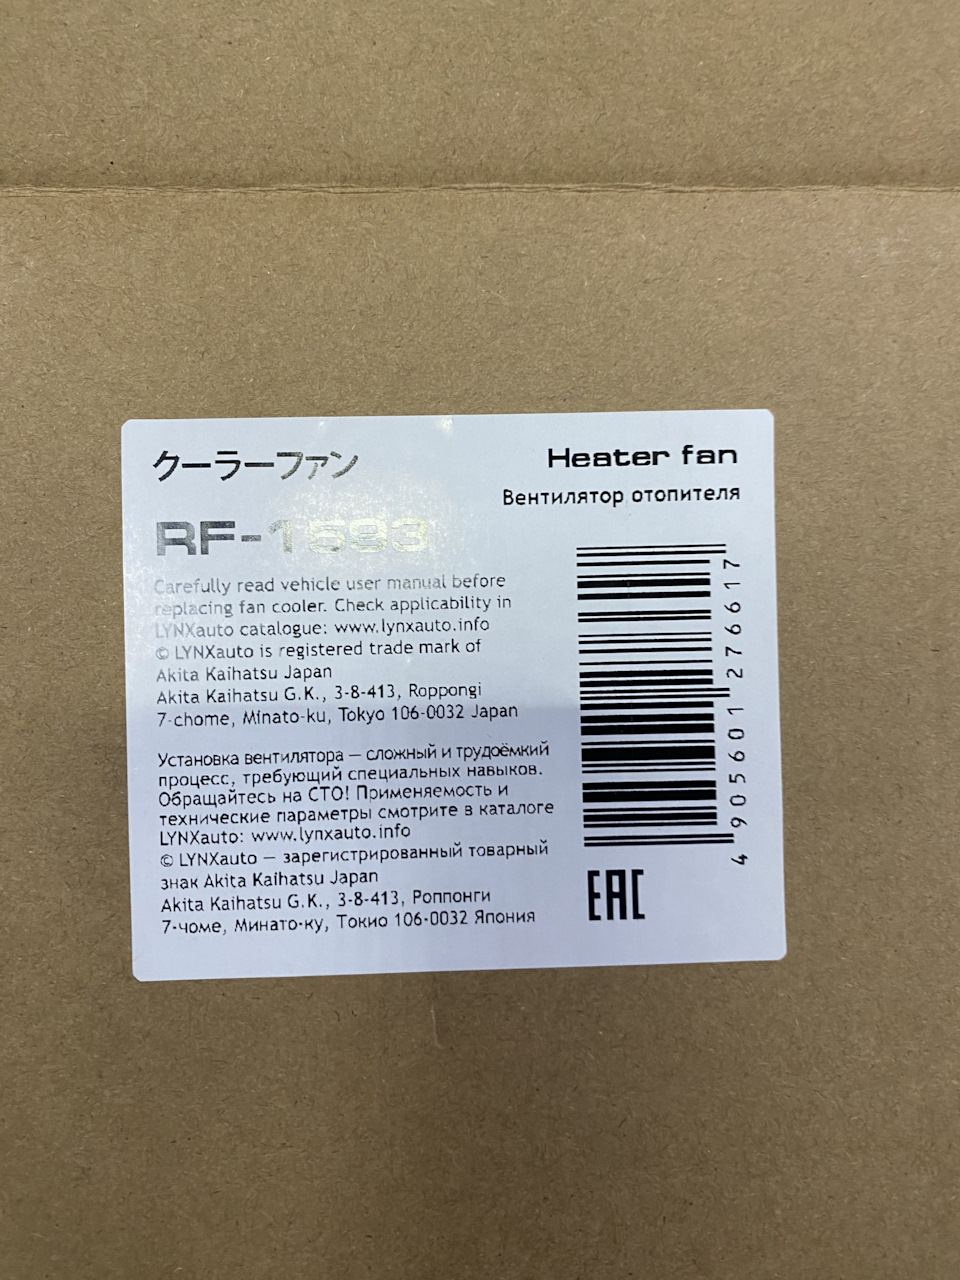 クーラーファン
Heater fan
Вентилятор отопителя
RF-1593
Carefully read vehicle user manual before
replacing fan cooler. Check applicability in
LYNXauto catalogue: www.lynxauto.info
© LYNXauto is registered trade mark of
Akita Kaihatsu Japan
Akita Kaihatsu G.K., 3-8-413, Roppongi
7-chome, Minato-ku, Tokyo 106-0032 Japan
Установка вентилятора — сложный и трудоёмкий
процесс, требующий специальных навыков.
Обращайтесь на СТО! Применяемость и
технические параметры смотрите в каталоге
LYNXauto: www.lynxauto.info
© LYNXauto — зарегистрированный товарный
знак Akita Kaihatsu Japan
Akita Kaihatsu G.K., 3-8-413, Роппонги
7-чоме, Минато-ку, Токио 106-0032 Япония
4 905601 276617
EAC